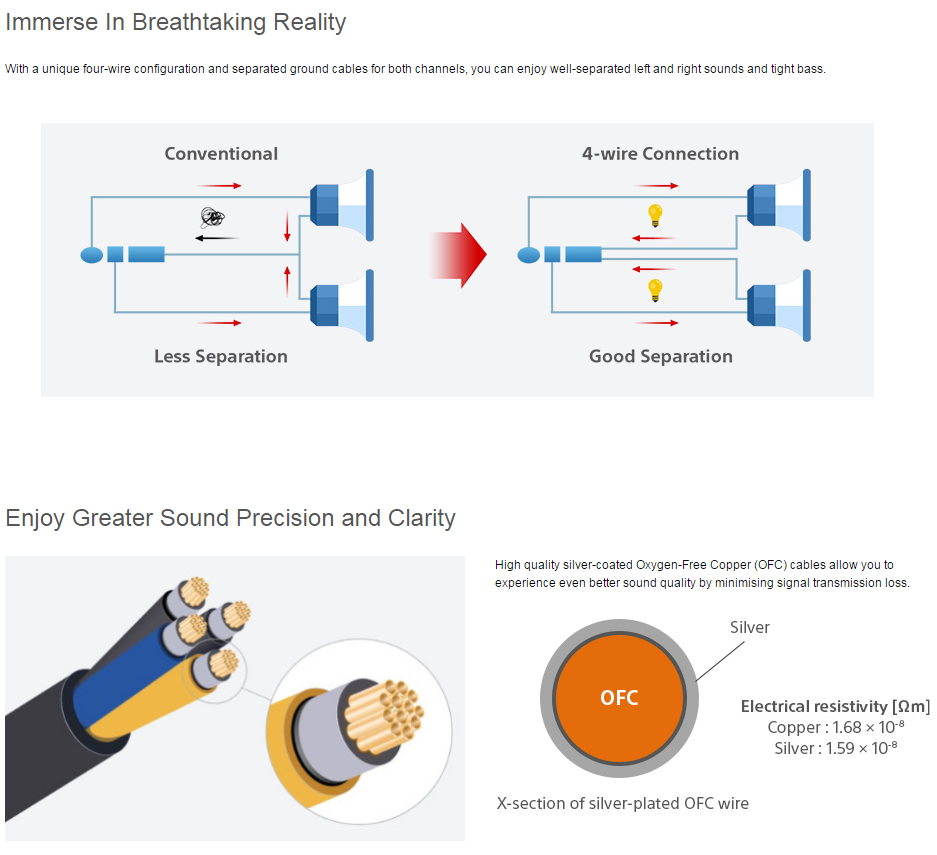 Immerse In Breathtaking Reality
With a unique four-wire configuration and separated ground cables for both channels, you can enjoy well-separated left and right sounds and tight bass.
Conventional
4-wire Connection
Less Separation
Good Separation
Enjoy Greater Sound Precision and Clarity
High quality silver-coated Oxygen-Free Copper (OFC) cables allow you to
experience even better sound quality by minimising signal transmission loss.
Silver
OFC
Electrical resistivity [Ωm]
Copper : 1.68 × 10⁻⁸
Silver : 1.59 × 10⁻⁸
X-section of silver-plated OFC wire